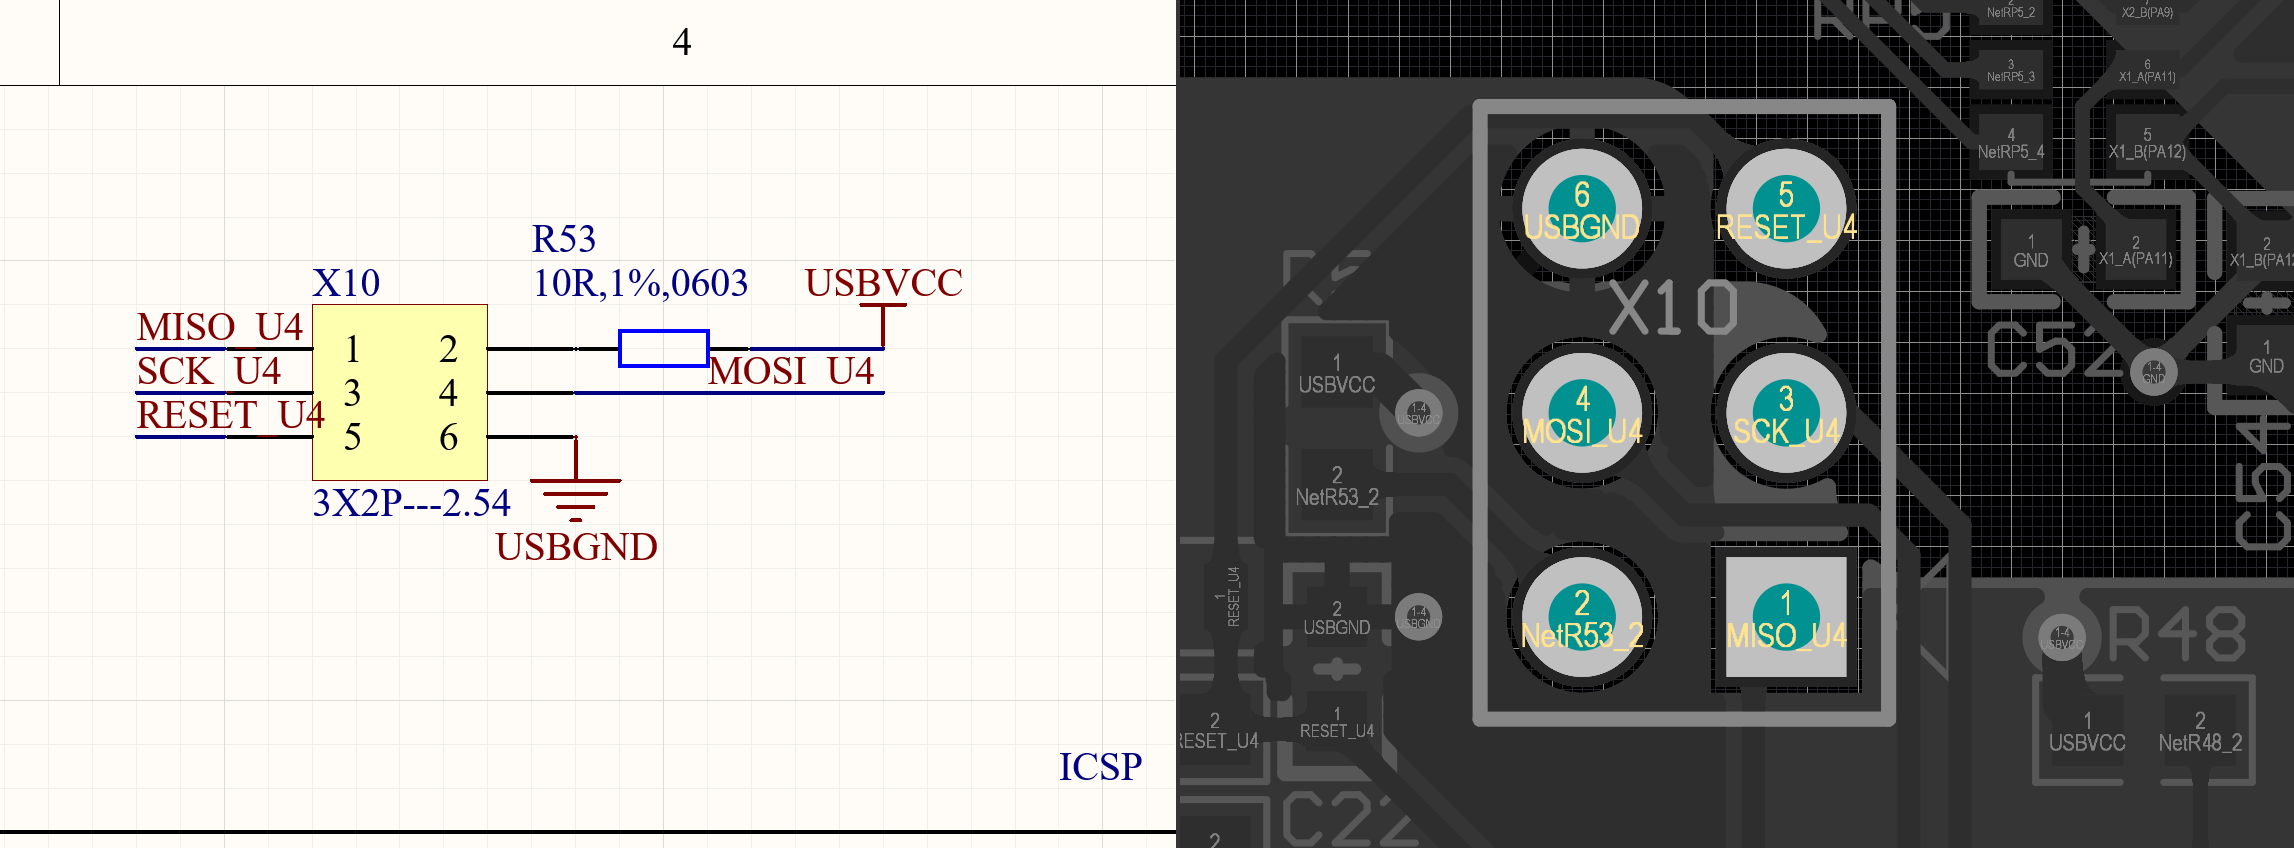 4
R53
X10
10R,1%,0603
USBVCC
MISO_U4
1
2
SCK_U4
MOSI_U4
3
4
RESET_U4
5
6
3X2P---2.54
USBGND
ICSP
2
NetRP5_2
X2_B(PA9)
3
NetRP5_3
6
X1_A(PA11)
4
NetRP5_4
5
X1_B(PA12)
6
USBGND
5
RESET_U4
1
GND
2
X1_A(PA11)
2
X1_B(PA12
X10
C52
1
USBVCC
1-4
USBVCC
4
MOSI_U4
3
SCK_U4
1-4
GND
1
GND
2
NetR53_2
C54
1
RESET_U4
2
USBGND
1-4
USBGND
2
NetR53_2
1
MISO_U4
1-4
USBVCC
R48
2
RESET_U4
1
RESET_U4
1
USBVCC
2
NetR48_2
C22
2